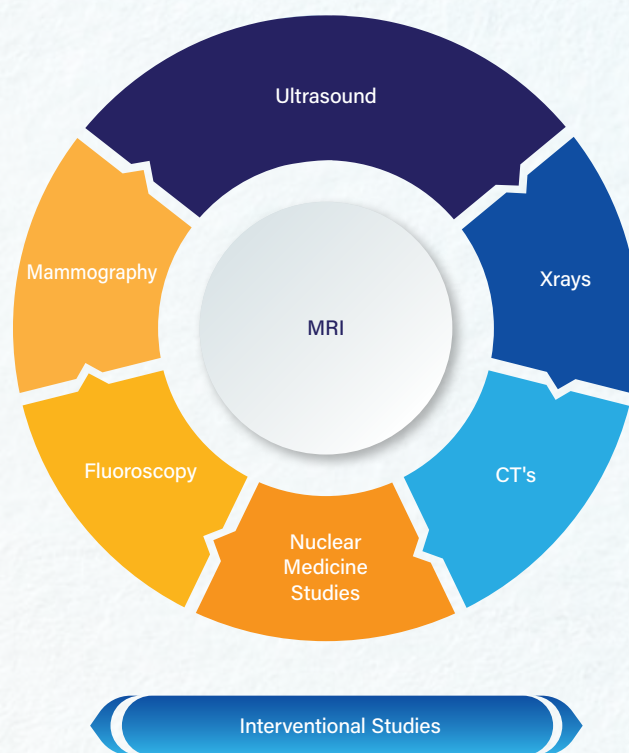 Ultrasound
Mammography
Xrays
MRI
Fluoroscopy
CT's
Nuclear
Medicine
Studies
Interventional Studies